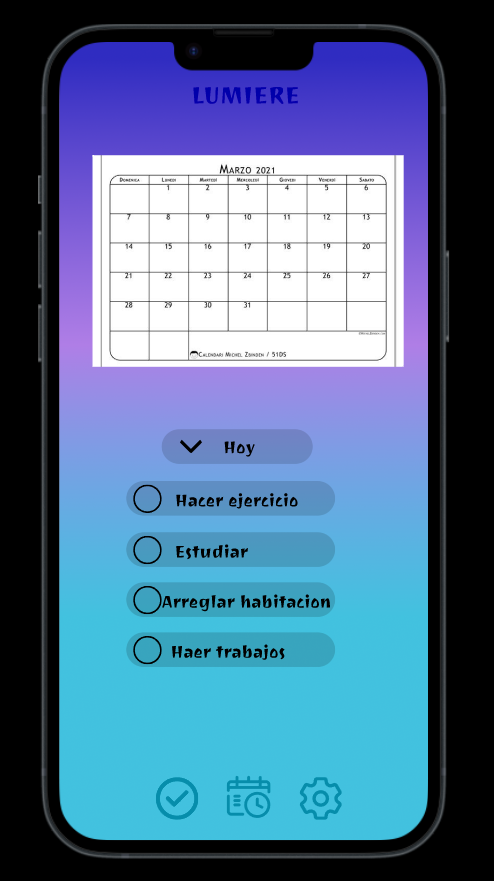 LUMIERE
MARZO 2021
DOMENICA LUNEDÌ MARTEDÌ MERCOLEDÌ GIOVEDÌ VENERDÌ SABATO
1 2 3 4 5 6
7 8 9 10 11 12 13
14 15 16 17 18 19 20
21 22 23 24 25 26 27
28 29 30 31
CALENDARI MICHEL ZBINDEN / 51DS
Hoy
Hacer ejercicio
Estudiar
Arreglar habitacion
Haer trabajos